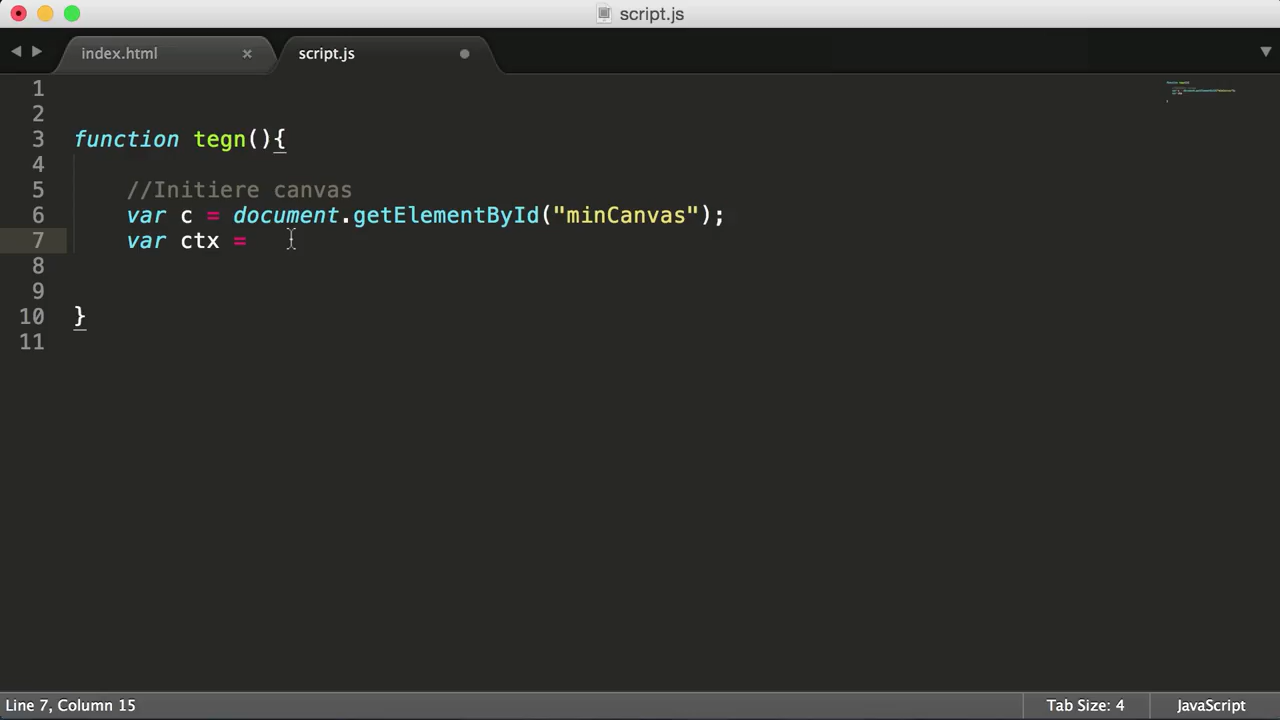 script.js
index.html
script.js
1
2
3 function tegn(){
4
5 //Initiere canvas
6 var c = document.getElementById("minCanvas");
7 var ctx =
8
9
10 }
11
Line 7, Column 15
Tab Size: 4
JavaScript